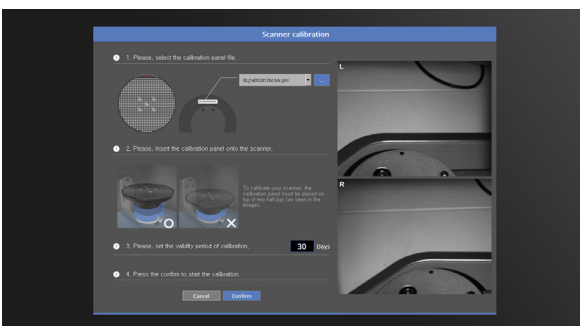 Scanner calibration
1. Please, select the calibration panel file.
L
...
2. Please, insert the calibration panel onto the scanner.
To calibrate your scanner, the
calibration panel must be placed on
top of two half jigs (as seen in the
image).
R
3. Please, set the validity period of calibration.
30 Days
4. Press the confirm to start the calibration.
Cancel Confirm